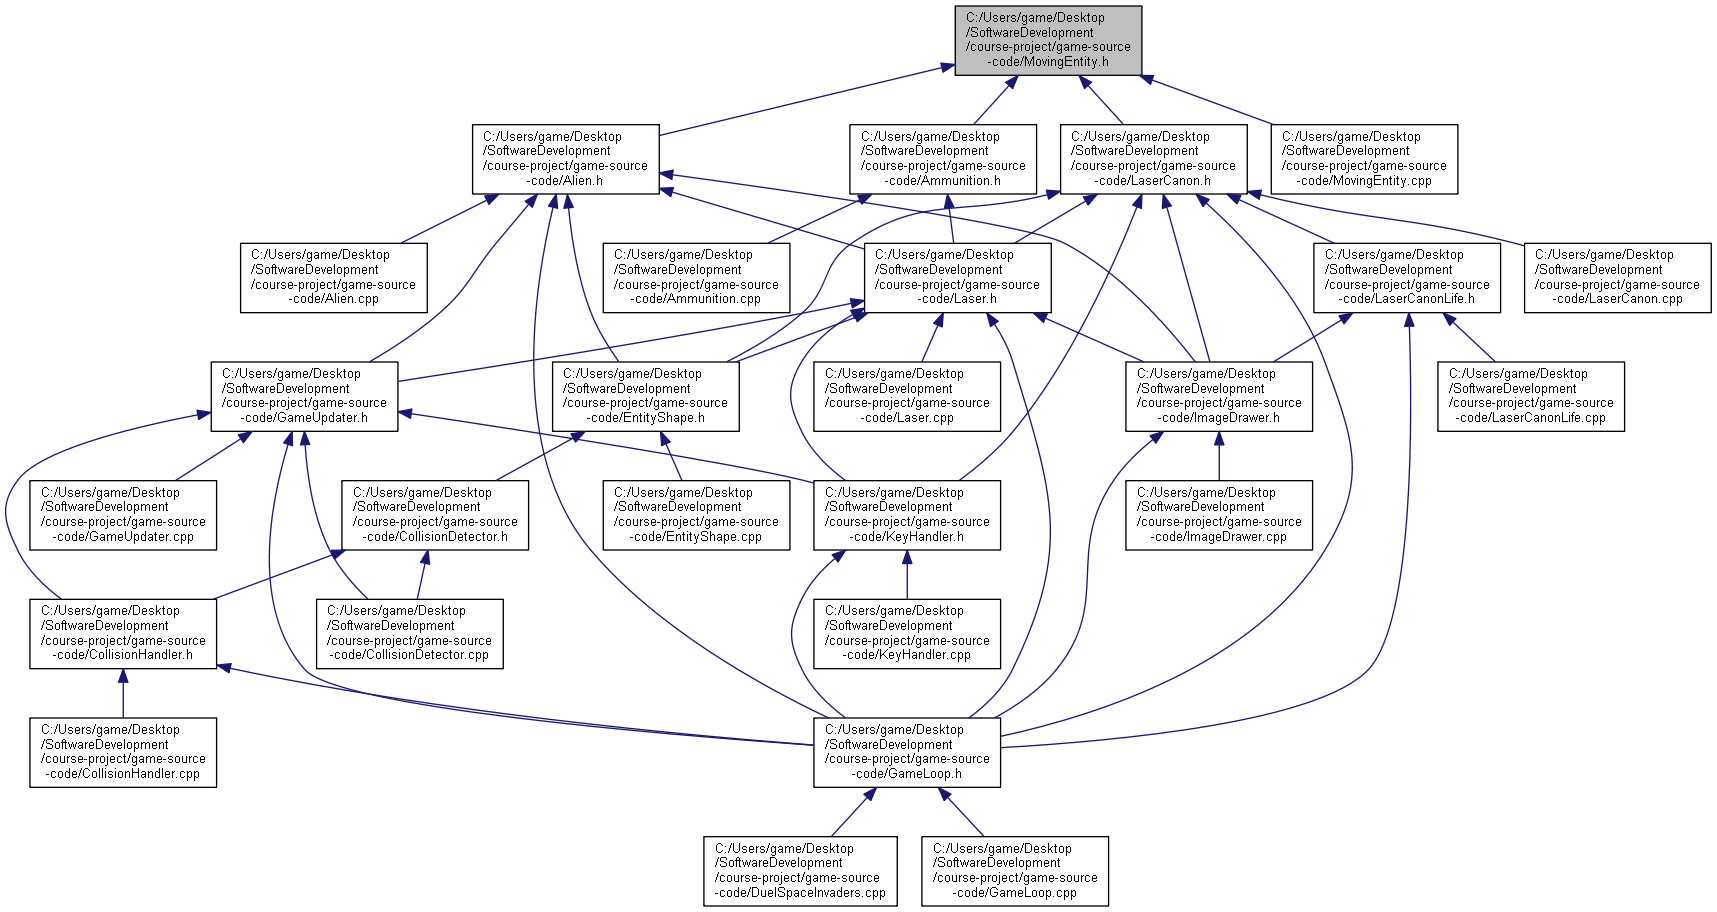 C:/Users/game/Desktop
/SoftwareDevelopment
/course-project/game-source
-code/MovingEntity.h
C:/Users/game/Desktop
/SoftwareDevelopment
/course-project/game-source
-code/Alien.h
C:/Users/game/Desktop
/SoftwareDevelopment
/course-project/game-source
-code/Ammunition.h
C:/Users/game/Desktop
/SoftwareDevelopment
/course-project/game-source
-code/LaserCanon.h
C:/Users/game/Desktop
/SoftwareDevelopment
/course-project/game-source
-code/MovingEntity.cpp
C:/Users/game/Desktop
/SoftwareDevelopment
/course-project/game-source
-code/Alien.cpp
C:/Users/game/Desktop
/SoftwareDevelopment
/course-project/game-source
-code/Ammunition.cpp
C:/Users/game/Desktop
/SoftwareDevelopment
/course-project/game-source
-code/Laser.h
C:/Users/game/Desktop
/SoftwareDevelopment
/course-project/game-source
-code/LaserCanonLife.h
C:/Users/game/Desktop
/SoftwareDevelopment
/course-project/game-source
-code/LaserCanon.cpp
C:/Users/game/Desktop
/SoftwareDevelopment
/course-project/game-source
-code/GameUpdater.h
C:/Users/game/Desktop
/SoftwareDevelopment
/course-project/game-source
-code/EntityShape.h
C:/Users/game/Desktop
/SoftwareDevelopment
/course-project/game-source
-code/Laser.cpp
C:/Users/game/Desktop
/SoftwareDevelopment
/course-project/game-source
-code/ImageDrawer.h
C:/Users/game/Desktop
/SoftwareDevelopment
/course-project/game-source
-code/LaserCanonLife.cpp
C:/Users/game/Desktop
/SoftwareDevelopment
/course-project/game-source
-code/GameUpdater.cpp
C:/Users/game/Desktop
/SoftwareDevelopment
/course-project/game-source
-code/CollisionDetector.h
C:/Users/game/Desktop
/SoftwareDevelopment
/course-project/game-source
-code/EntityShape.cpp
C:/Users/game/Desktop
/SoftwareDevelopment
/course-project/game-source
-code/KeyHandler.h
C:/Users/game/Desktop
/SoftwareDevelopment
/course-project/game-source
-code/ImageDrawer.cpp
C:/Users/game/Desktop
/SoftwareDevelopment
/course-project/game-source
-code/CollisionHandler.h
C:/Users/game/Desktop
/SoftwareDevelopment
/course-project/game-source
-code/CollisionDetector.cpp
C:/Users/game/Desktop
/SoftwareDevelopment
/course-project/game-source
-code/KeyHandler.cpp
C:/Users/game/Desktop
/SoftwareDevelopment
/course-project/game-source
-code/CollisionHandler.cpp
C:/Users/game/Desktop
/SoftwareDevelopment
/course-project/game-source
-code/GameLoop.h
C:/Users/game/Desktop
/SoftwareDevelopment
/course-project/game-source
-code/DuelSpaceInvaders.cpp
C:/Users/game/Desktop
/SoftwareDevelopment
/course-project/game-source
-code/GameLoop.cpp